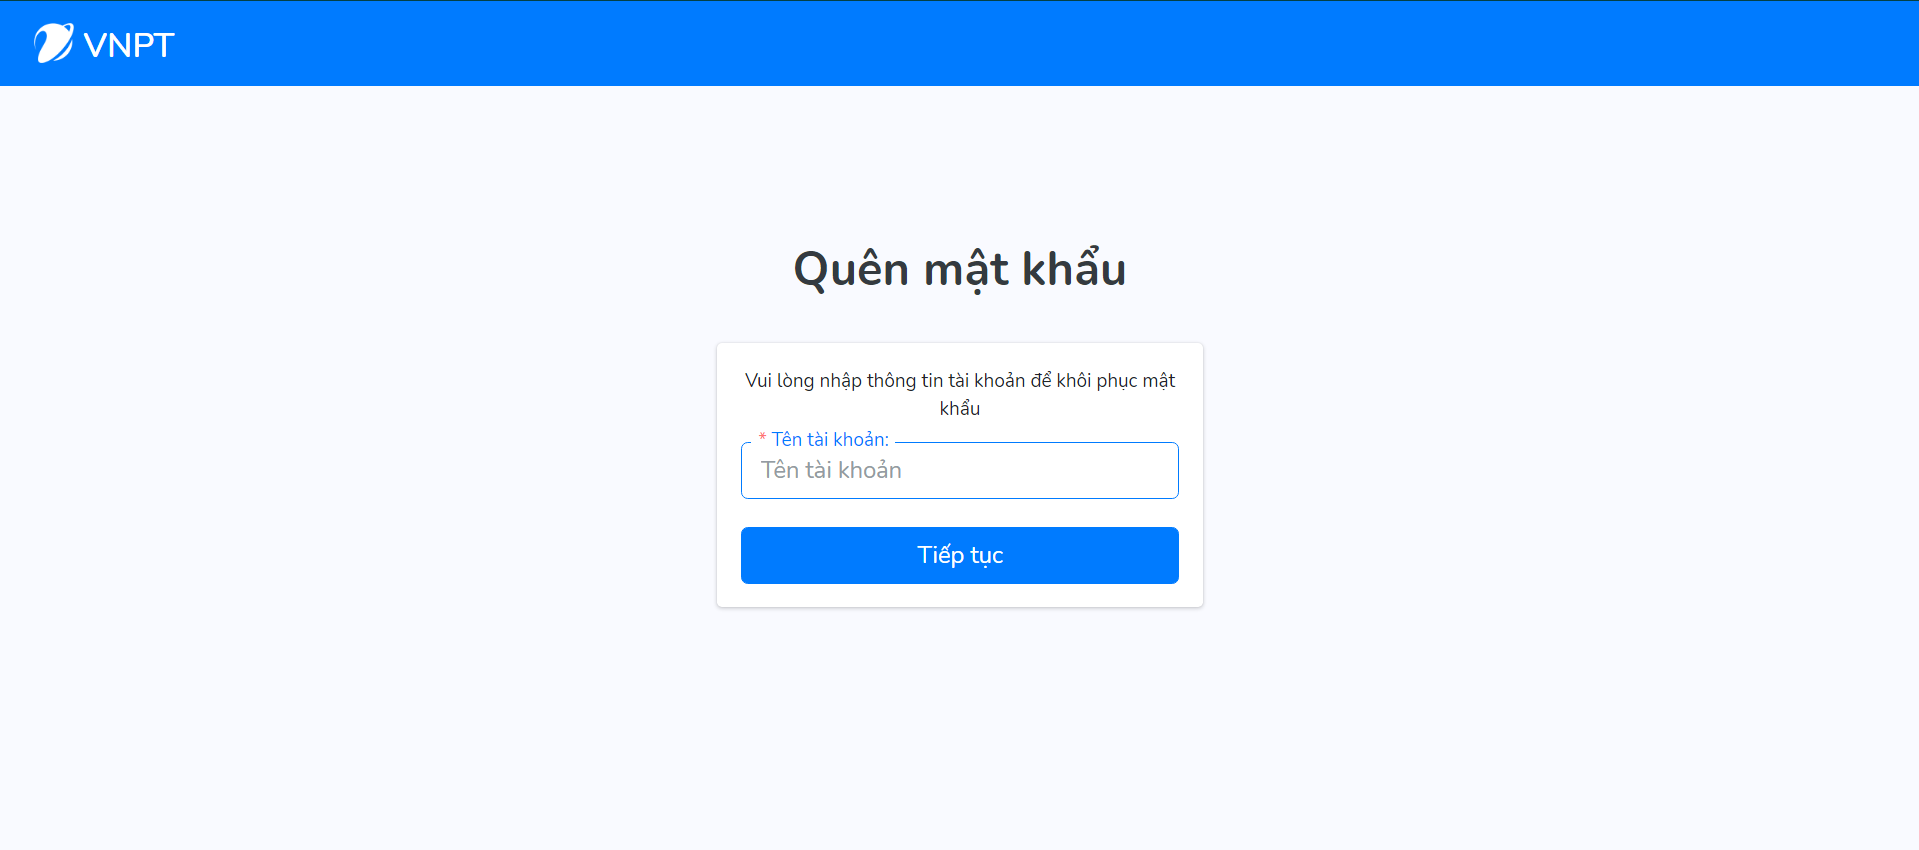 VNPT
Quên mật khẩu
Vui lòng nhập thông tin tài khoản để khôi phục mật
khẩu
* Tên tài khoản:
Tên tài khoản
Tiếp tục